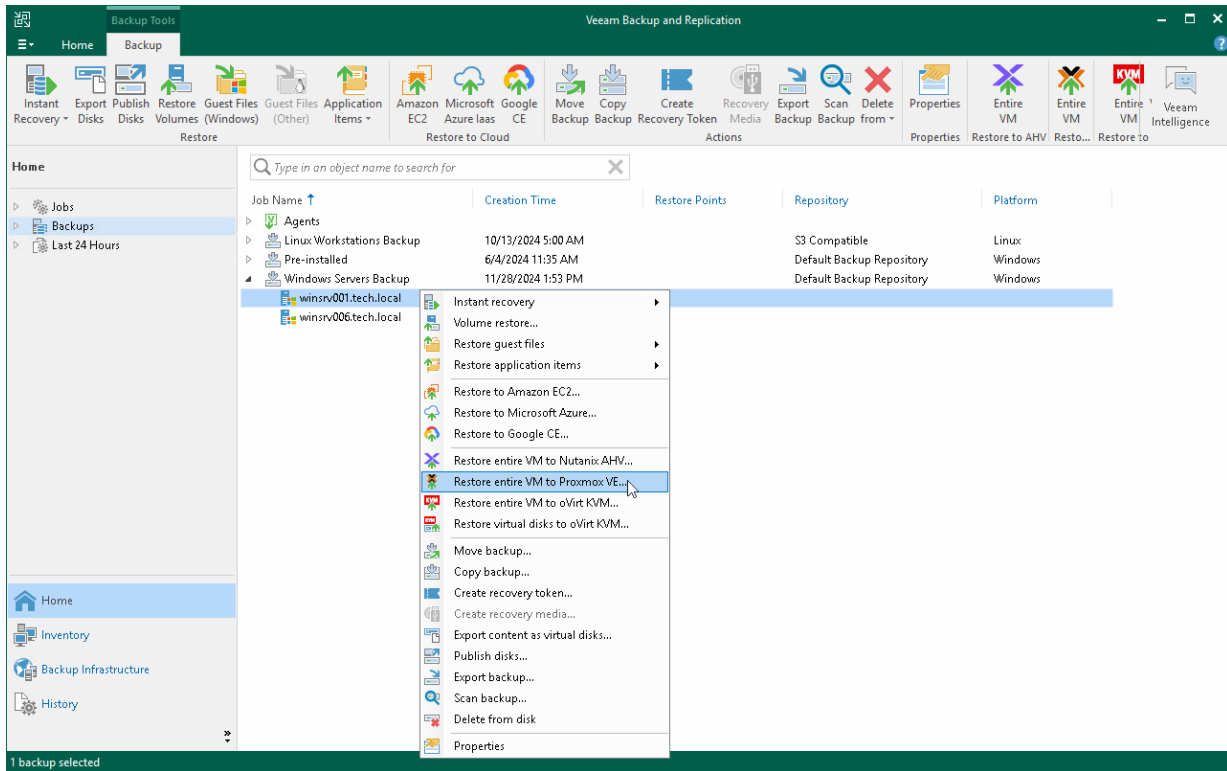 Backup Tools
Veeam Backup and Replication
Home Backup
Instant Recovery
Export Disks
Publish Disks
Restore Volumes
Guest Files (Windows)
Guest Files (Other)
Application Items
Restore
Amazon EC2
Microsoft Azure Iaas
Google CE
Restore to Cloud
Move Backup
Copy Backup
Create Recovery Token
Recovery Media
Export Backup
Scan Backup
Delete from
Actions
Properties
Properties
Entire VM
Restore to AHV
Entire VM
Resto...
KVM
Entire VM
Restore to
Veeam Intelligence
Home
Jobs
Backups
Last 24 Hours
Type in an object name to search for
Job Name Creation Time Restore Points Repository Platform
Agents
Linux Workstations Backup 10/13/2024 5:00 AM S3 Compatible Linux
Pre-installed 6/4/2024 11:35 AM Default Backup Repository Windows
Windows Servers Backup 11/28/2024 1:53 PM Default Backup Repository Windows
winsrv001.tech.local
winsrv006.tech.local
Instant recovery
Volume restore...
Restore guest files
Restore application items
Restore to Amazon EC2...
Restore to Microsoft Azure...
Restore to Google CE...
Restore entire VM to Nutanix AHV...
Restore entire VM to Proxmox VE...
Restore entire VM to oVirt KVM...
Restore virtual disks to oVirt KVM...
Move backup...
Copy backup...
Create recovery token...
Create recovery media...
Export content as virtual disks...
Publish disks...
Export backup...
Scan backup...
Delete from disk
Properties
Home
Inventory
Backup Infrastructure
History
1 backup selected